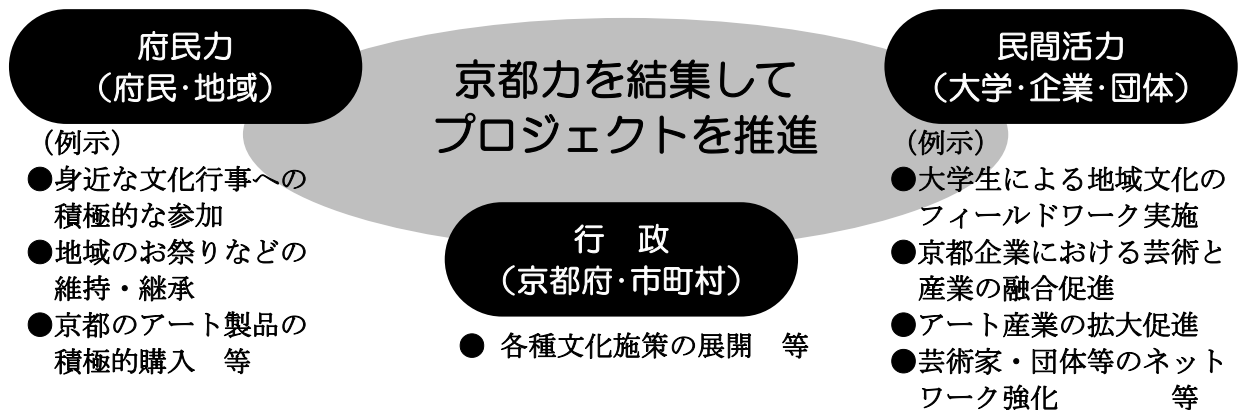 府民力
（府民・地域）
（例示）
●身近な文化行事への
積極的な参加
●地域のお祭りなどの
維持・継承
●京都のアート製品の
積極的購入　等
京都力を結集して
プロジェクトを推進
行　政
（京都府・市町村）
● 各種文化施策の展開　等
民間活力
（大学・企業・団体）
（例示）
●大学生による地域文化の
フィールドワーク実施
●京都企業における芸術と
産業の融合促進
●アート産業の拡大促進
●芸術家・団体等のネット
ワーク強化　　　　等